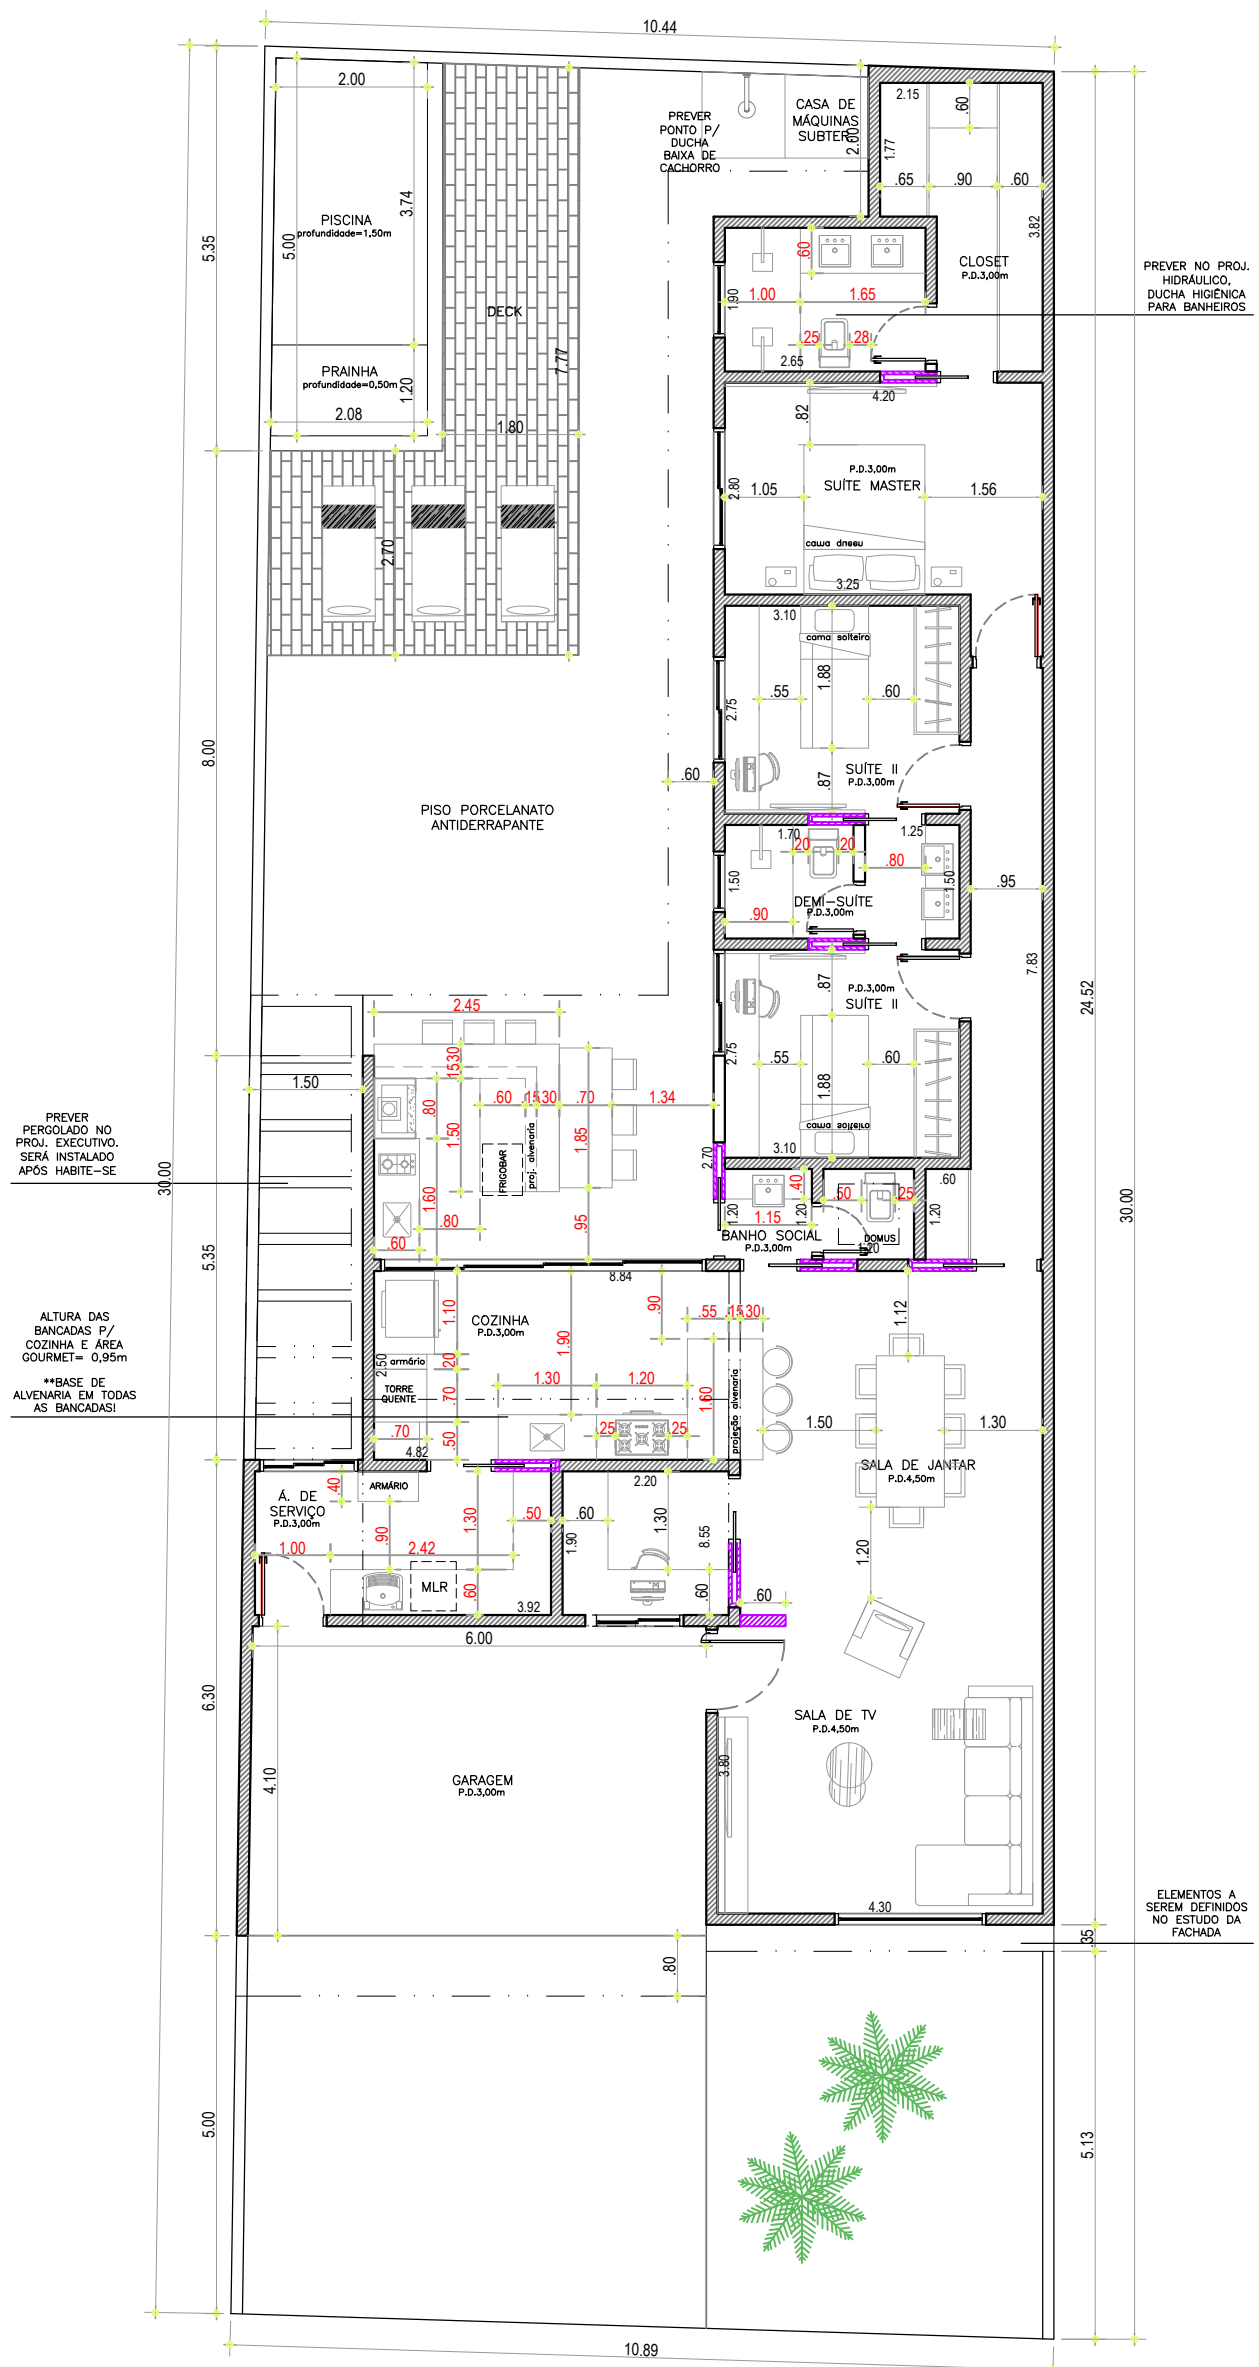 10.44
2.00
2.15
.60
CASA DE
MÁQUINAS
SUBTER.
2.00
PREVER
PONTO P/
DUCHA
BAIXA DE
CACHORRO
1.77
.65
.90
.60
3.74
5.00
PISCINA
profundidade=1,50m
5.35
3.82
.60
CLOSET
P.D.3,00m
PREVER NO PROJ.
HIDRÁULICO,
DUCHA HIGIÊNICA
PARA BANHEIROS
1.90
1.00
1.65
DECK
.25
.28
2.65
7.77
PRAINHA
profundidade=0,50m
1.20
2.08
1.80
4.20
.82
P.D.3,00m
SUÍTE MASTER
2.80
1.05
1.56
cama queen
3.25
2.70
3.10
cama solteiro
1.88
.55
.60
2.75
8.00
.60
.87
SUÍTE II
P.D.3,00m
PISO PORCELANATO
ANTIDERRAPANTE
1.70
.20
.20
1.25
.80
1.50
1.50
.95
DEMI-SUÍTE
P.D.3,00m
.90
7.83
.87
P.D.3,00m
SUÍTE II
24.52
2.45
.15
.30
2.75
.55
.60
1.88
cama solteiro
3.10
1.50
.80
.60
.15
.30
.70
1.34
1.50
1.85
proj. alvenaria
FRIGOBAR
PREVER
PERGOLADO NO
PROJ. EXECUTIVO.
SERÁ INSTALADO
APÓS HABITE-SE
30.00
30.00
2.70
.40
.50
.25
.60
1.60
.80
.60
.95
1.20
1.15
1.20
1.20
BANHO SOCIAL
P.D.3,00m
DOMUS
1.20
5.35
8.84
COZINHA
P.D.3,00m
1.10
1.90
.90
.55
.15
.30
1.12
ALTURA DAS
BANCADAS P/
COZINHA E ÁREA
GOURMET= 0,95m
**BASE DE
ALVENARIA EM TODAS
AS BANCADAS!
2.50
armário
.20
TORRE
QUENTE
.70
1.30
1.20
1.60
projeção alvenaria
.70
.50
.25
.25
4.82
1.50
1.30
SALA DE JANTAR
P.D.4,50m
.40
ARMÁRIO
Á. DE
SERVIÇO
P.D.3,00m
2.20
1.30
.50
.60
1.30
1.90
8.55
.90
1.00
2.42
MLR
.60
3.92
.60
.60
1.20
6.00
6.30
SALA DE TV
P.D.4,50m
3.80
4.10
GARAGEM
P.D.3,00m
4.30
ELEMENTOS A
SEREM DEFINIDOS
NO ESTUDO DA
FACHADA
.35
.80
5.00
5.13
10.89